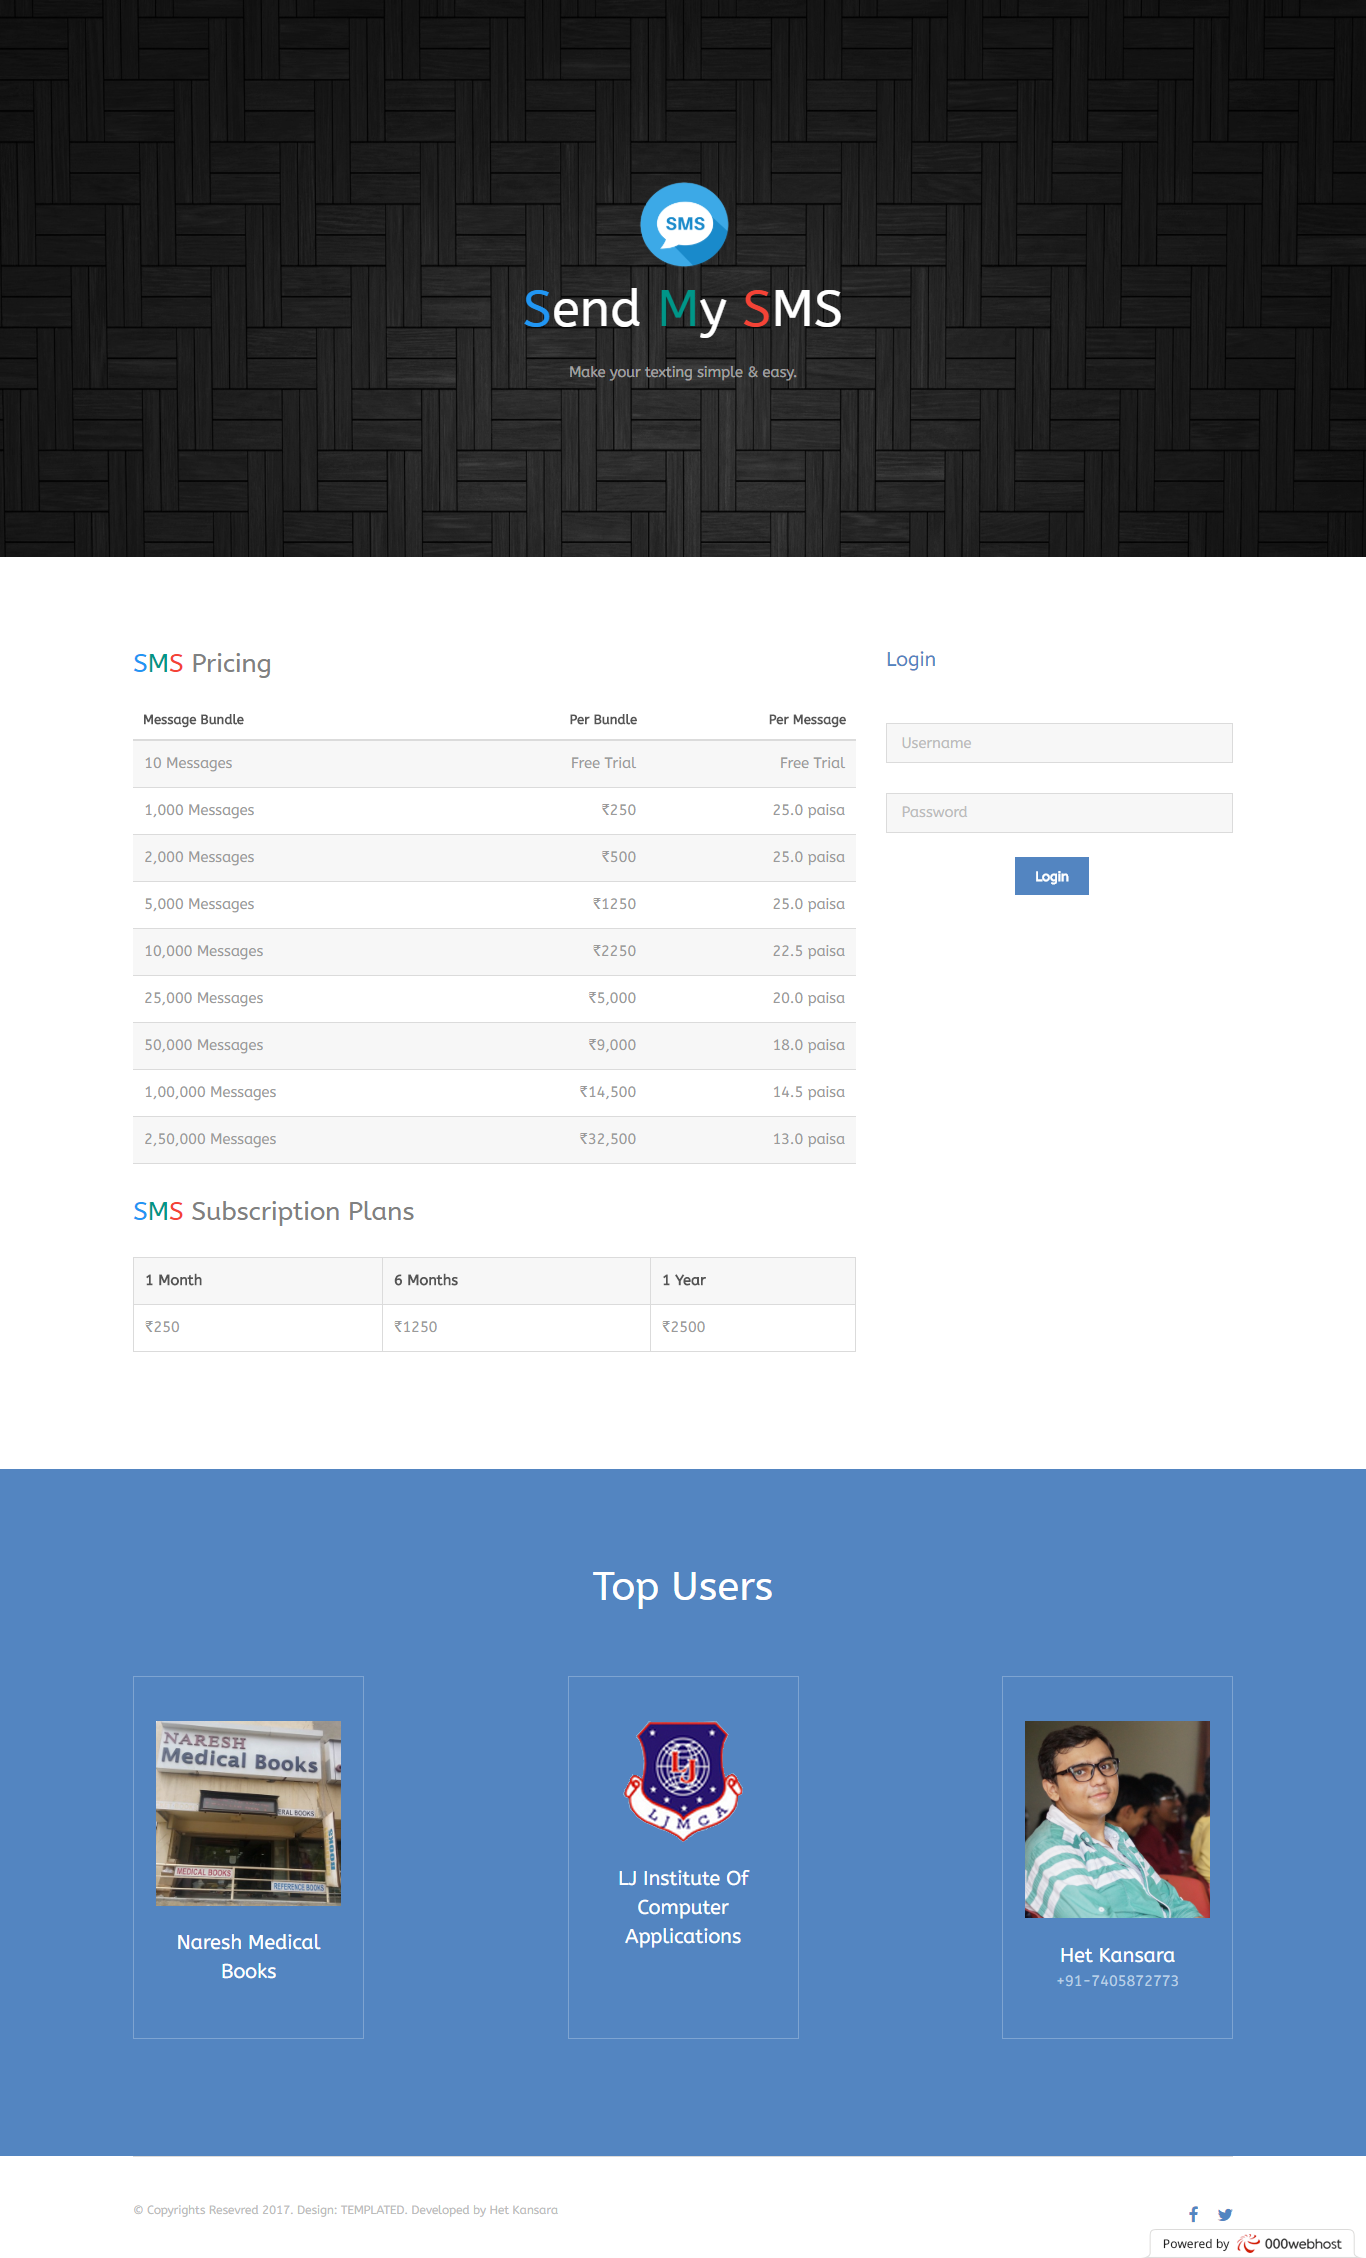 SMS
Send My SMS
Make your texting simple & easy.
SMS Pricing
Message Bundle Per Bundle Per Message
10 Messages Free Trial Free Trial
1,000 Messages ₹250 25.0 paisa
2,000 Messages ₹500 25.0 paisa
5,000 Messages ₹1250 25.0 paisa
10,000 Messages ₹2250 22.5 paisa
25,000 Messages ₹5,000 20.0 paisa
50,000 Messages ₹9,000 18.0 paisa
1,00,000 Messages ₹14,500 14.5 paisa
2,50,000 Messages ₹32,500 13.0 paisa
SMS Subscription Plans
1 Month 6 Months 1 Year
₹250 ₹1250 ₹2500
Login
Username
Password
Login
Top Users
NARESH
Medical Books
ERAL BOOKS
BOOKS
MEDICAL BOOKS
REFERENCE BOOKS
Naresh Medical
Books
LJ
LJMCA
LJ Institute Of
Computer
Applications
Het Kansara
+91-7405872773
© Copyrights Resevred 2017. Design: TEMPLATED. Developed by Het Kansara
Powered by 000webhost